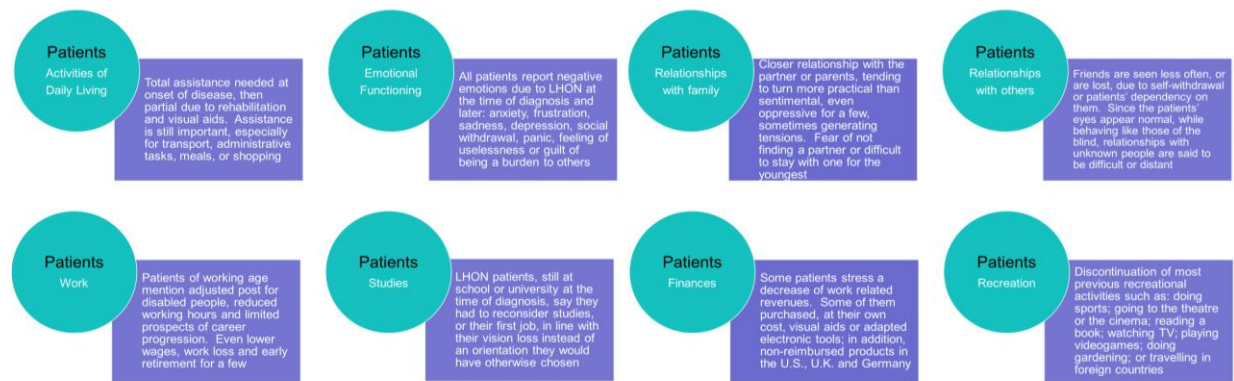 Patients
Activities of
Daily Living
Total assistance needed at
onset of disease, then
partial due to rehabilitation
and visual aids. Assistance
is still important, especially
for transport, administrative
tasks, meals, or shopping
Patients
Emotional
Functioning
All patients report negative
emotions due to LHON at
the time of diagnosis and
later: anxiety, frustration,
sadness, depression, social
withdrawal, panic, feeling of
uselessness or guilt of
being a burden to others
Patients
Relationships
with family
Closer relationship with the
partner or parents, tending
to turn more practical than
sentimental, even
oppressive for a few,
sometimes generating
tensions. Fear of not
finding a partner or difficult
to stay with one for the
youngest
Patients
Relationships
with others
Friends are seen less often, or
are lost, due to self-withdrawal
or patients' dependency on
them. Since the patients'
eyes appear normal, while
behaving like those of the
blind, relationships with
unknown people are said to
be difficult or distant
Patients
Work
Patients of working age
mention adjusted post for
disabled people, reduced
working hours and limited
prospects of career
progression. Even lower
wages, work loss and early
retirement for a few
Patients
Studies
LHON patients, still at
school or university at the
time of diagnosis, say they
had to reconsider studies,
or their first job, in line with
their vision loss instead of
an orientation they would
have otherwise chosen
Patients
Finances
Some patients stress a
decrease of work related
revenues. Some of them
purchased, at their own
cost, visual aids or adapted
electronic tools; in addition,
non-reimbursed products in
the U.S., U.K. and Germany
Patients
Recreation
Discontinuation of most
previous recreational
activities such as: doing
sports; going to the theatre
or the cinema; reading a
book; watching TV; playing
videogames; doing
gardening; or travelling in
foreign countries